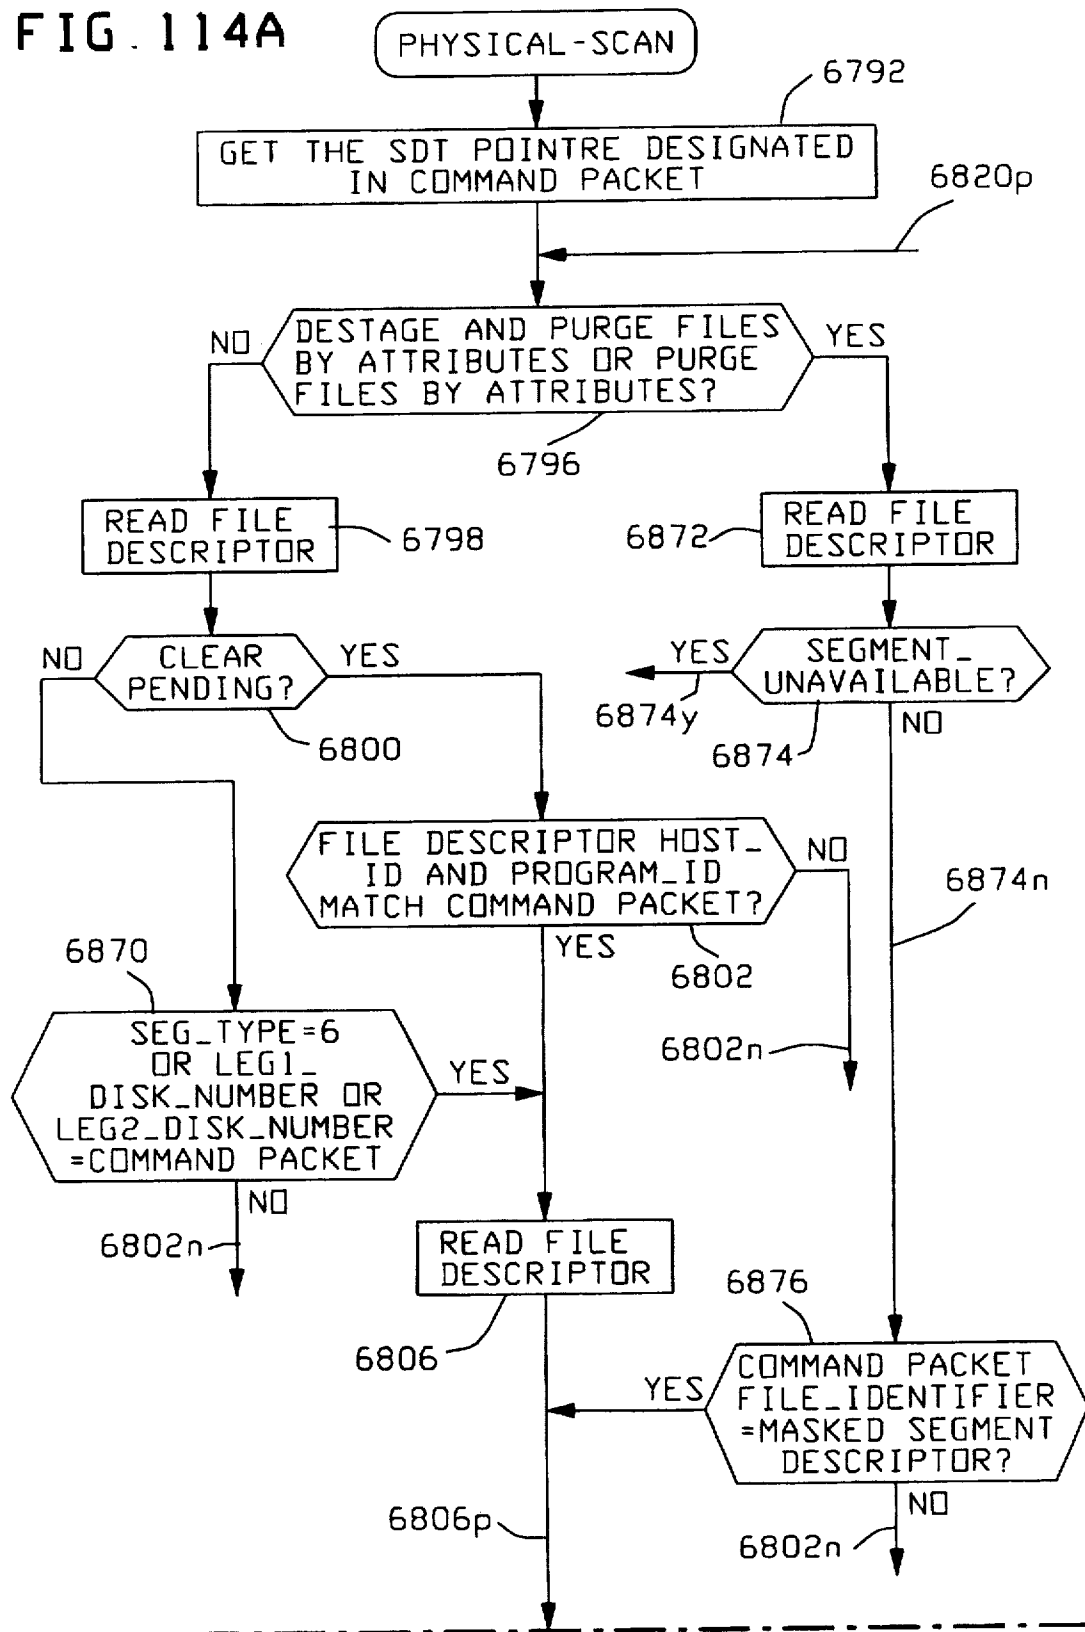 FIG. 114A
PHYSICAL-SCAN
6792
GET THE SDT POINTRE DESIGNATED
IN COMMAND PACKET
6820p
DESTAGE AND PURGE FILES
BY ATTRIBUTES OR PURGE
FILES BY ATTRIBUTES?
NO
YES
6796
READ FILE
DESCRIPTOR
6798
6872
READ FILE
DESCRIPTOR
NO
CLEAR
PENDING?
YES
6800
YES
SEGMENT_
UNAVAILABLE?
6874y
6874
NO
FILE DESCRIPTOR HOST_
ID AND PROGRAM_ID
MATCH COMMAND PACKET?
NO
6874n
YES
6802
6802n
6870
SEG_TYPE=6
OR LEG1_
DISK_NUMBER OR
LEG2_DISK_NUMBER
=COMMAND PACKET
YES
NO
6802n
READ FILE
DESCRIPTOR
6806
6876
COMMAND PACKET
FILE_IDENTIFIER
=MASKED SEGMENT
DESCRIPTOR?
YES
NO
6806p
6802n